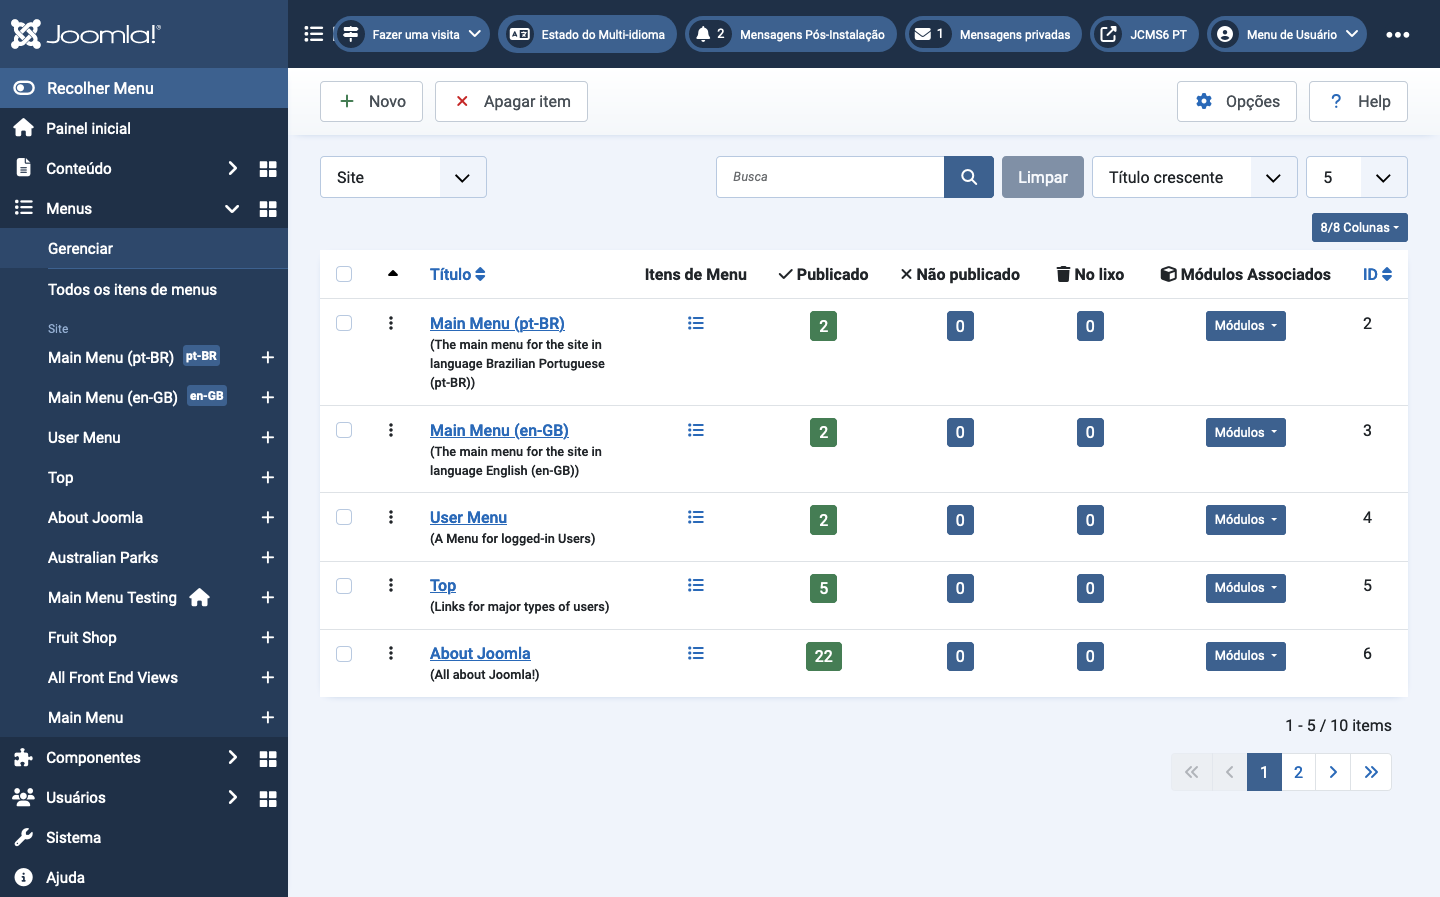 Joomla!®
Fazer uma visita
Estado do Multi-idioma
2 Mensagens Pós-Instalação
1 Mensagens privadas
JCMS6 PT
Menu de Usuário
Recolher Menu
Painel inicial
Conteúdo
Menus
Gerenciar
Todos os itens de menus
Site
Main Menu (pt-BR) pt-BR
Main Menu (en-GB) en-GB
User Menu
Top
About Joomla
Australian Parks
Main Menu Testing
Fruit Shop
All Front End Views
Main Menu
Componentes
Usuários
Sistema
Ajuda
Novo
Apagar item
Opções
? Help
Site
Busca
Limpar
Título crescente
5
8/8 Colunas
Título Itens de Menu Publicado Não publicado No lixo Módulos Associados ID
Main Menu (pt-BR) 2 0 0 Módulos 2
(The main menu for the site in
language Brazilian Portuguese
(pt-BR))
Main Menu (en-GB) 2 0 0 Módulos 3
(The main menu for the site in
language English (en-GB))
User Menu 2 0 0 Módulos 4
(A Menu for logged-in Users)
Top 5 0 0 Módulos 5
(Links for major types of users)
About Joomla 22 0 0 Módulos 6
(All about Joomla!)
1 - 5 / 10 items
1 2